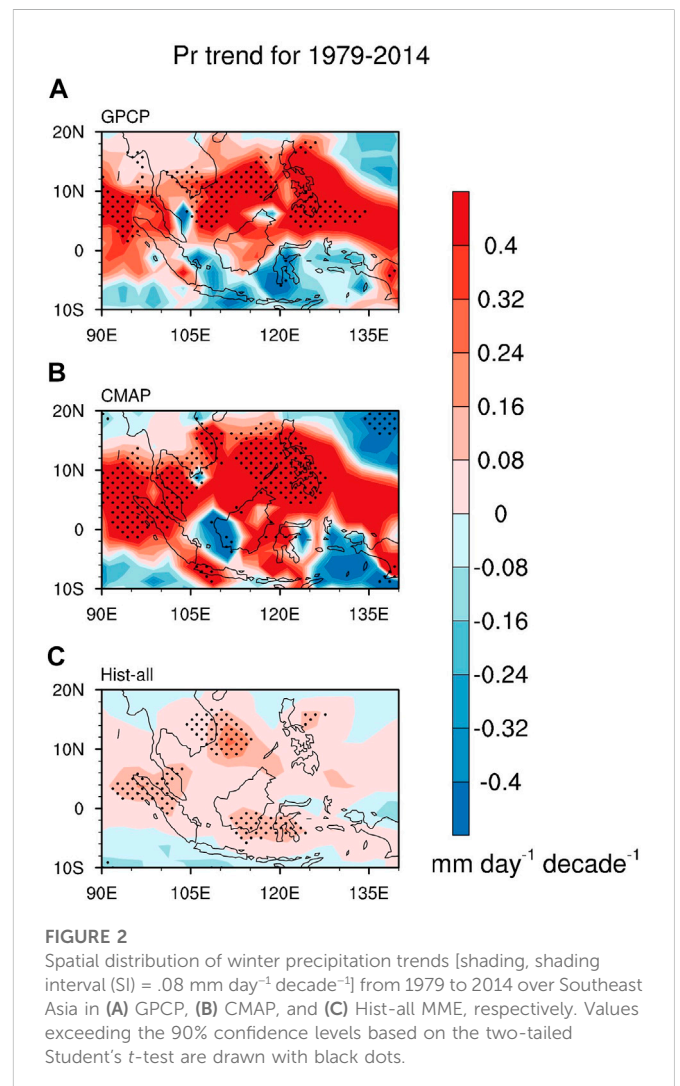 Pr trend for 1979-2014
A
GPCP
20N
10N
0
10S
90E 105E 120E 135E
B
CMAP
20N
10N
0
10S
90E 105E 120E 135E
C
Hist-all
20N
10N
0
10S
90E 105E 120E 135E
0.4
0.32
0.24
0.16
0.08
0
-0.08
-0.16
-0.24
-0.32
-0.4
mm day⁻¹ decade⁻¹
FIGURE 2
Spatial distribution of winter precipitation trends [shading, shading
interval (SI) = .08 mm day⁻¹ decade⁻¹] from 1979 to 2014 over Southeast
Asia in (A) GPCP, (B) CMAP, and (C) Hist-all MME, respectively. Values
exceeding the 90% confidence levels based on the two-tailed
Student's t-test are drawn with black dots.